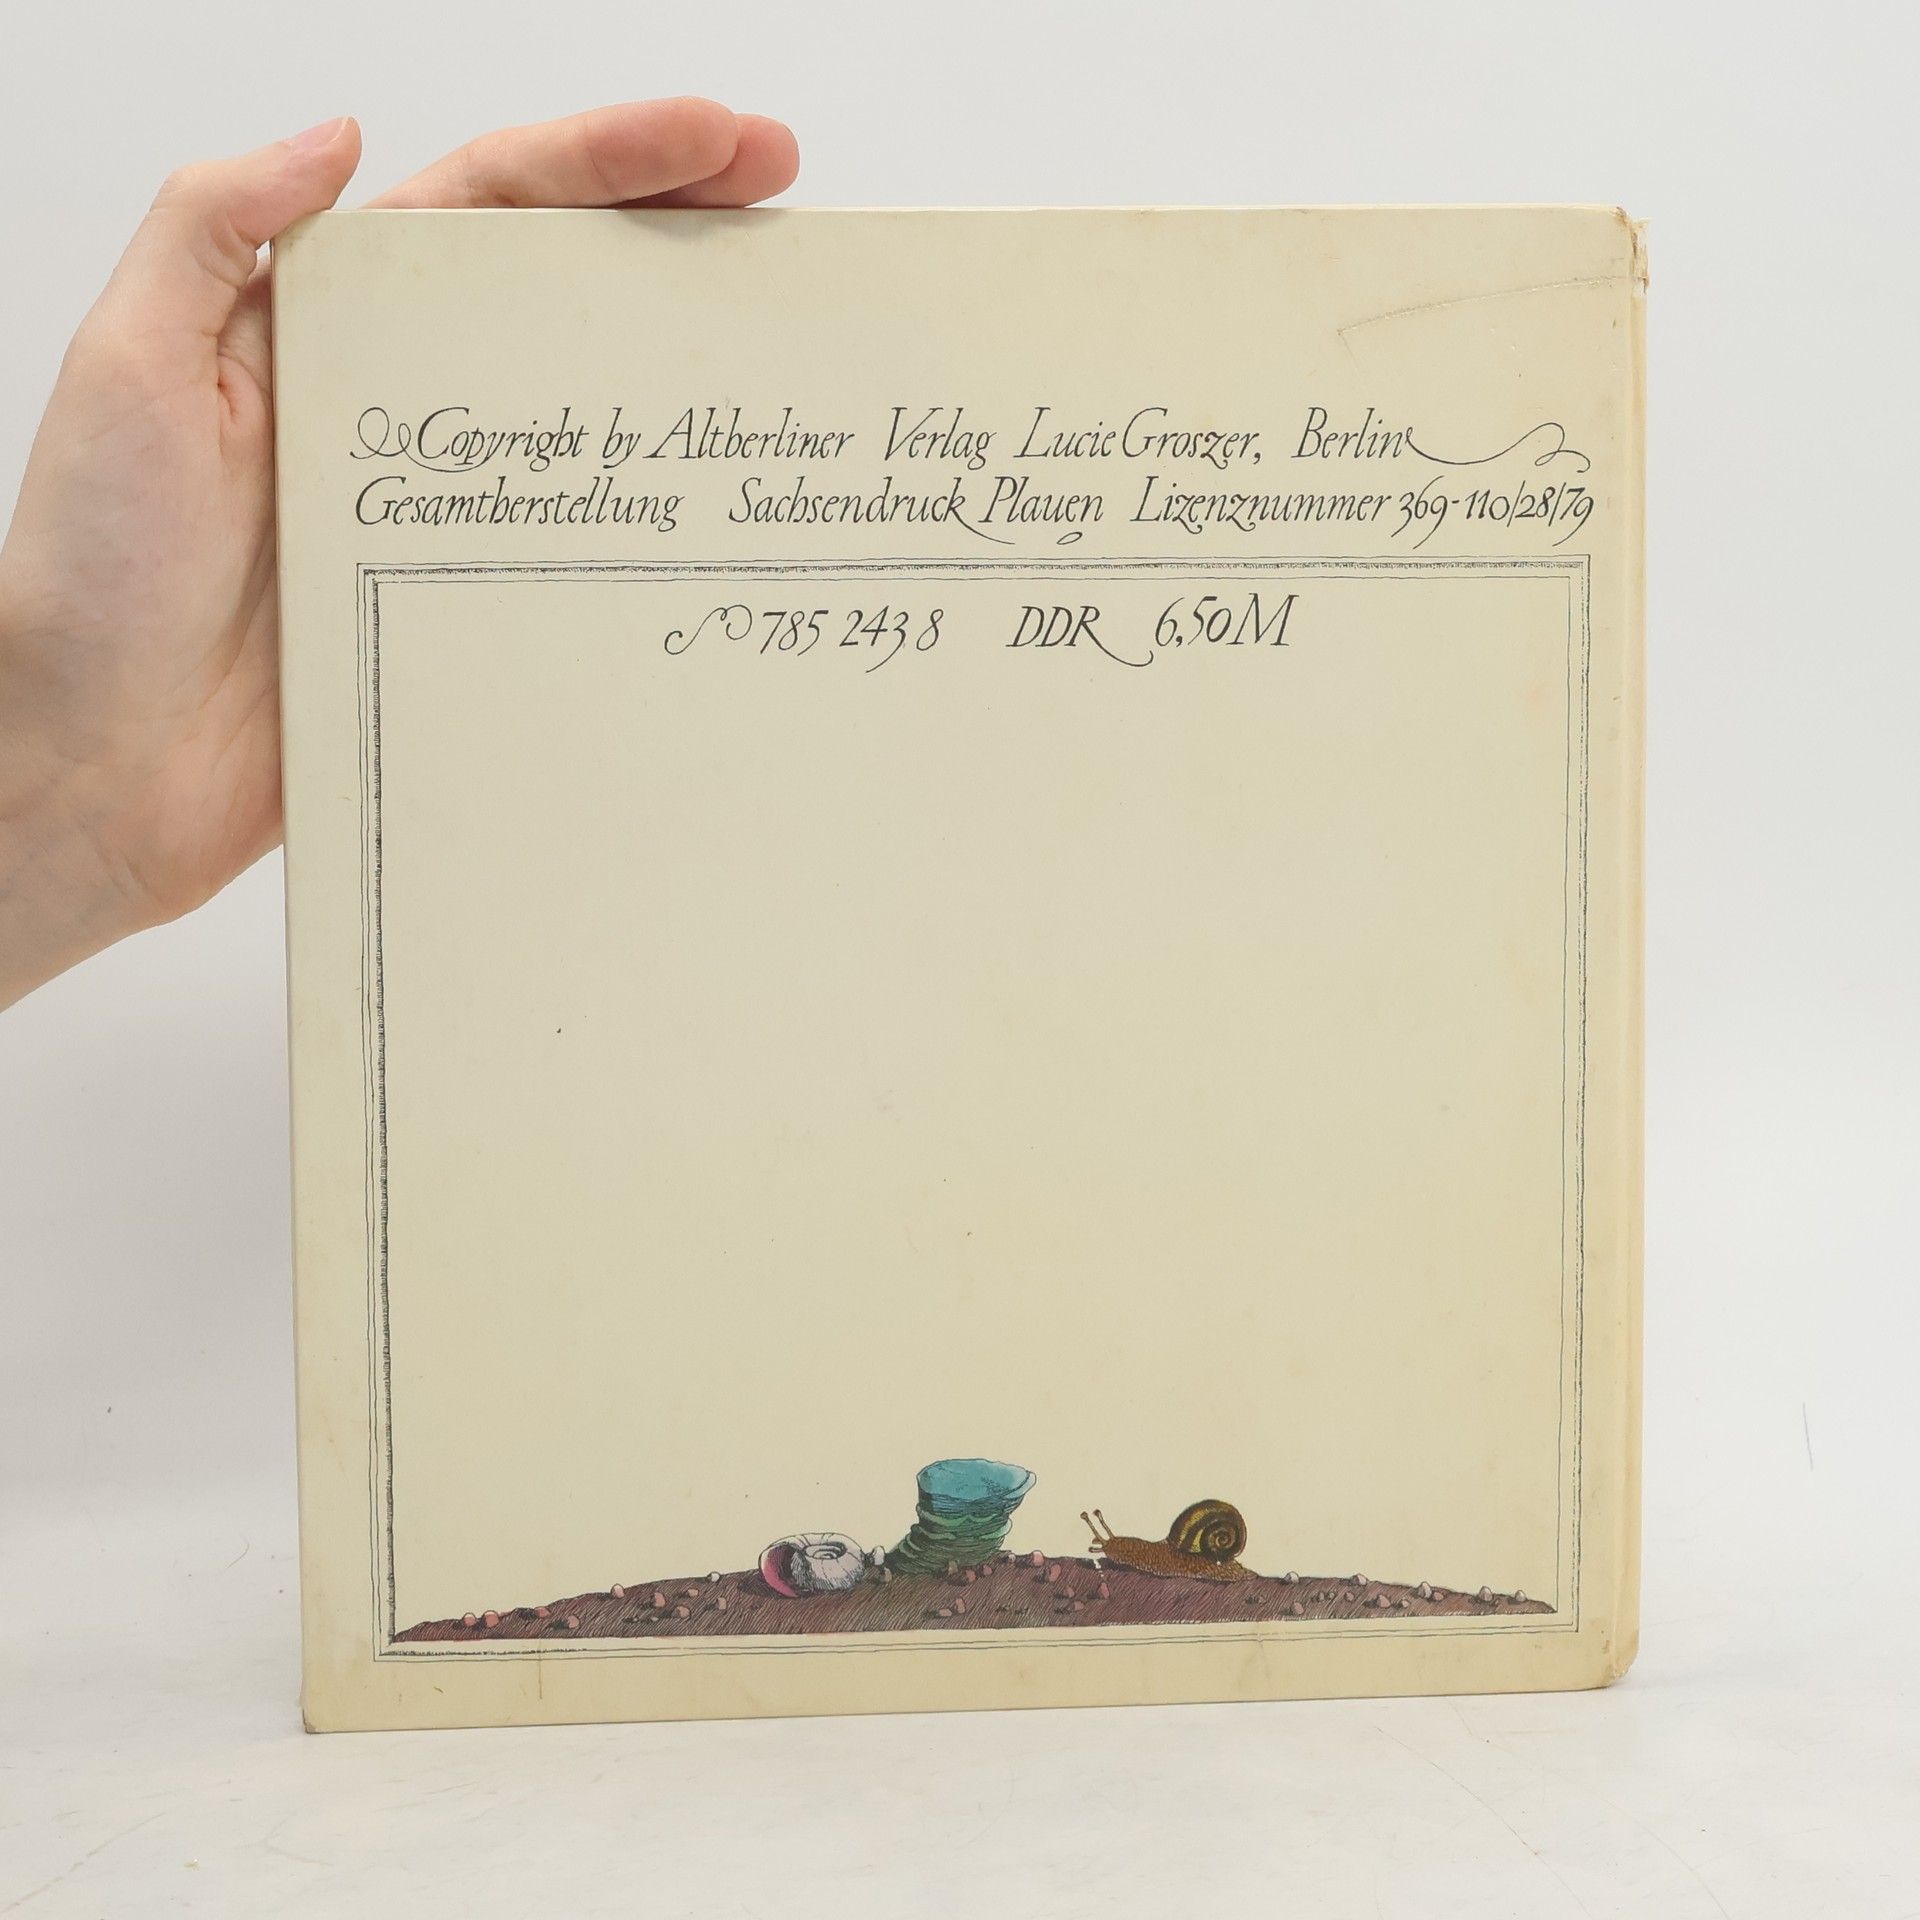 Copyright by Altberliner Verlag Lucie Groszer, Berlin
Gesamtherstellung Sachsendruck Plauen Lizenznummer 369-110/28/79
785 243 8 DDR 6,50 M